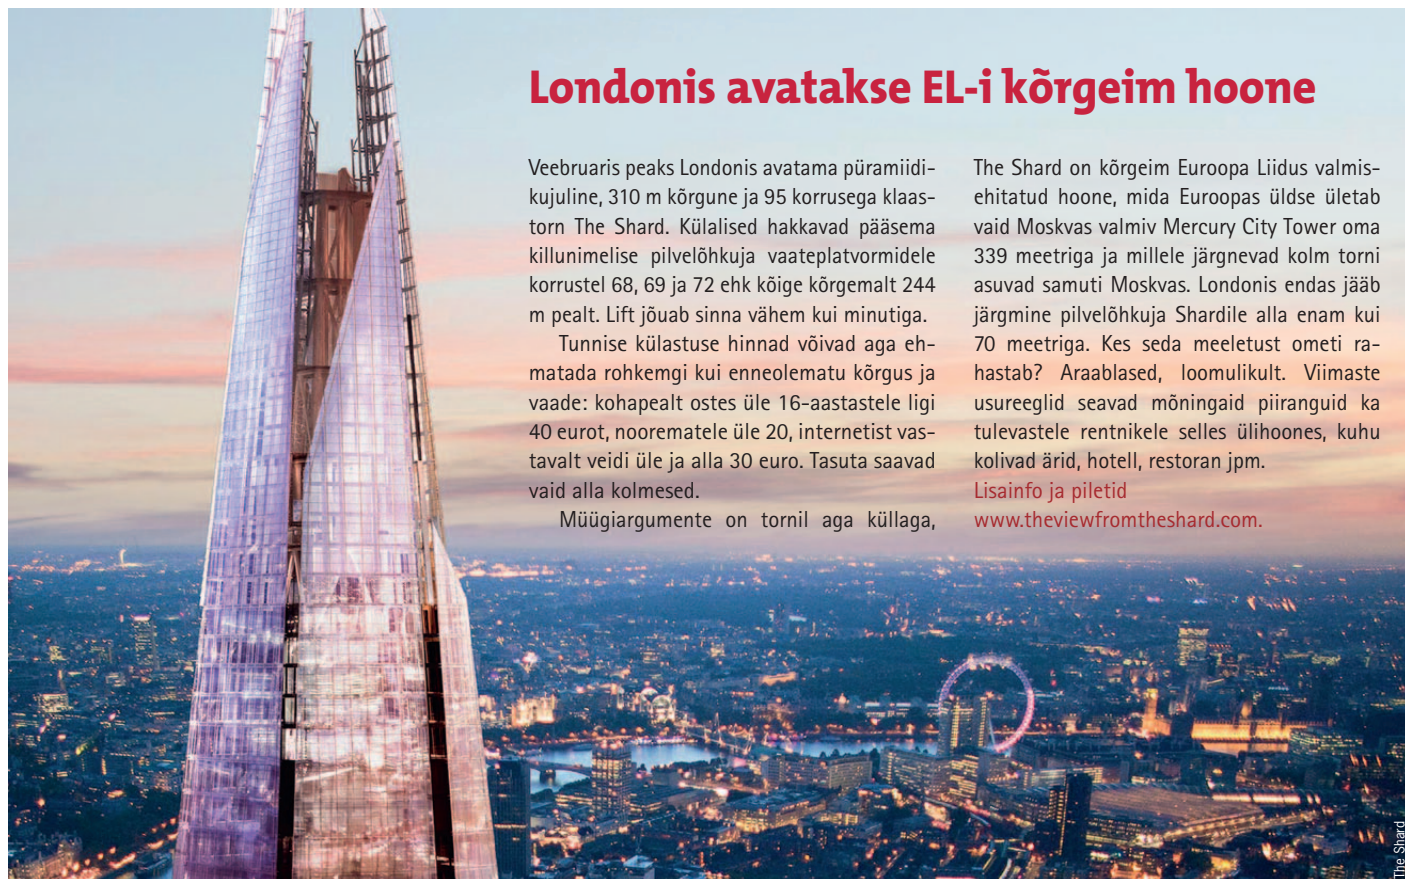 Londonis avatakse EL-i kõrgeim hoone
Veebruaris peaks Londonis avatama püramiidi-
kujuline, 310 m kõrgune ja 95 korrusega klaas-
torn The Shard. Külalised hakkavad pääsema
killunimelise pilvelõhkuja vaateplatvormidele
korrustel 68, 69 ja 72 ehk kõige kõrgemalt 244
m pealt. Lift jõuab sinna vähem kui minutiga.
Tunnise külastuse hinnad võivad aga eh-
matada rohkemgi kui enneolematu kõrgus ja
vaade: kohapealt ostes üle 16-aastastele ligi
40 eurot, noorematele üle 20, internetist vas-
tavalt veidi üle ja alla 30 euro. Tasuta saavad
vaid alla kolmesed.
Müügiargumente on tornil aga küllaga,
The Shard on kõrgeim Euroopa Liidus valmis-
ehitatud hoone, mida Euroopas üldse ületab
vaid Moskvas valmiv Mercury City Tower oma
339 meetriga ja millele järgnevad kolm torni
asuvad samuti Moskvas. Londonis endas jääb
järgmine pilvelõhkuja Shardile alla enam kui
70 meetriga. Kes seda meeletust ometi ra-
hastab? Araablased, loomulikult. Viimaste
usureeglid seavad mõningaid piiranguid ka
tulevastele rentnikele selles ülihoones, kuhu
kolivad ärid, hotell, restoran jpm.
Lisainfo ja piletid
www.theviewfromtheshard.com.
The Shard